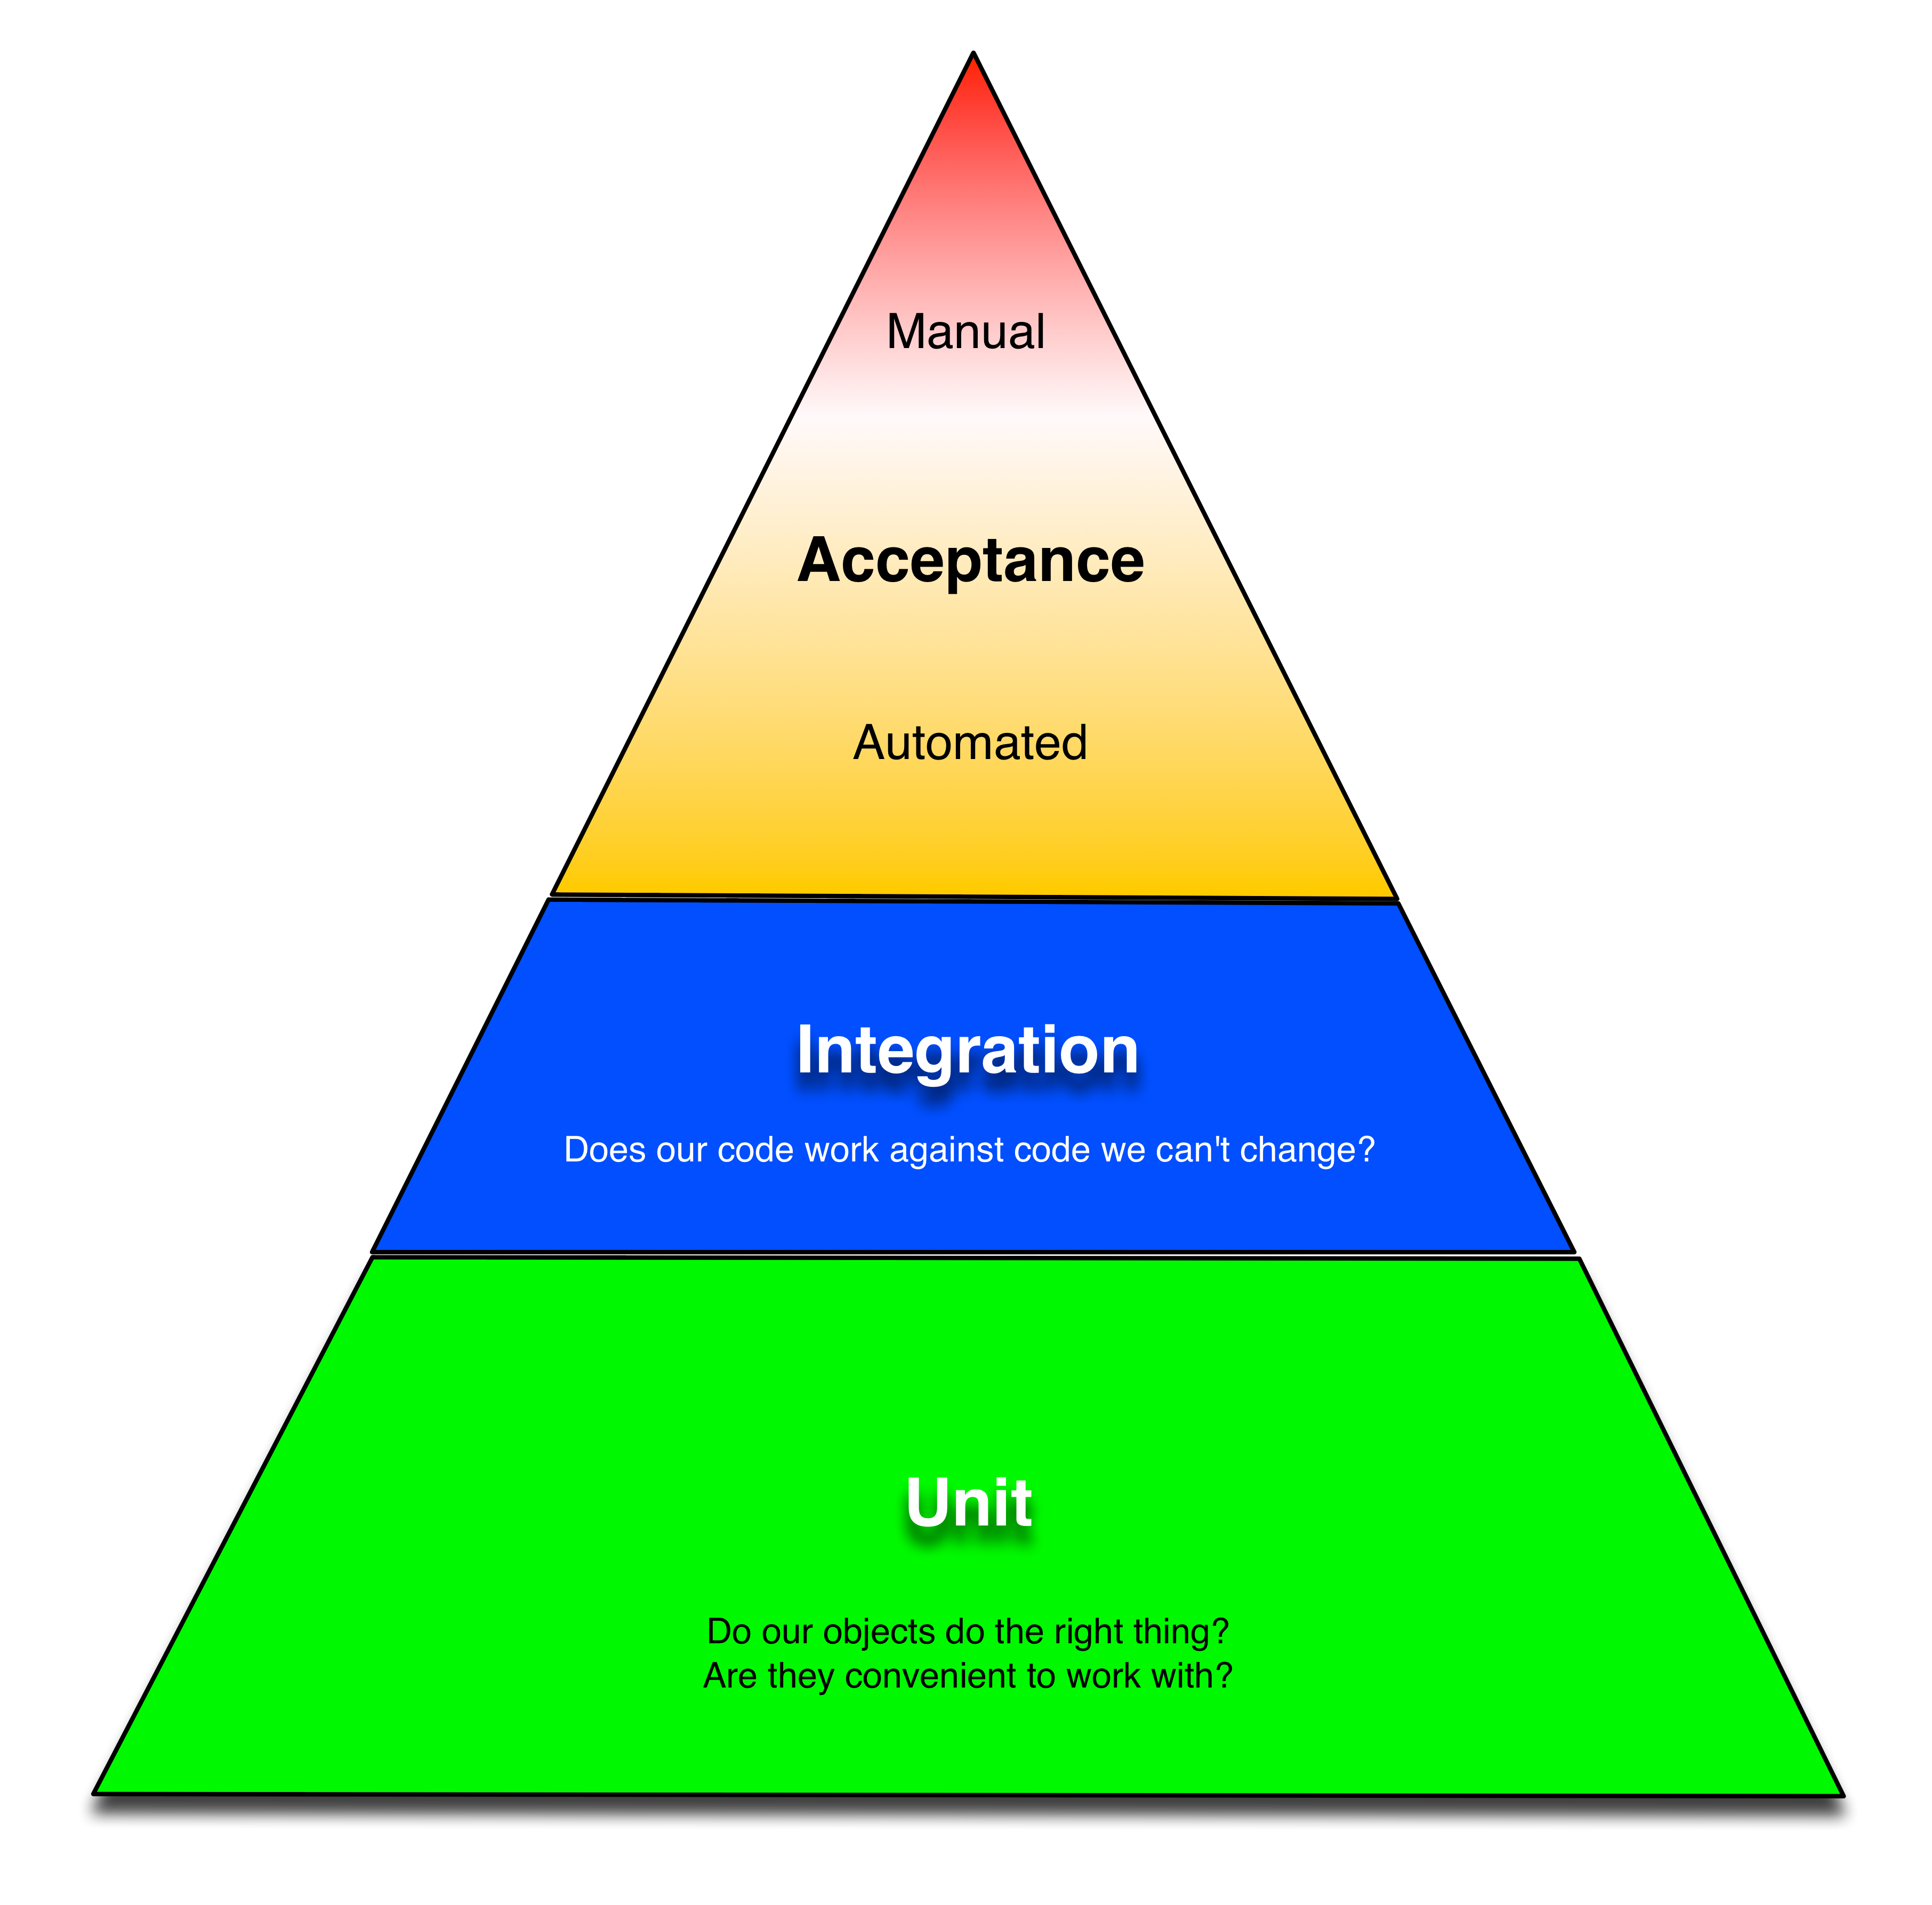 Manual
Acceptance
Automated
Integration
Does our code work against code we can't change?
Unit
Do our objects do the right thing?
Are they convenient to work with?